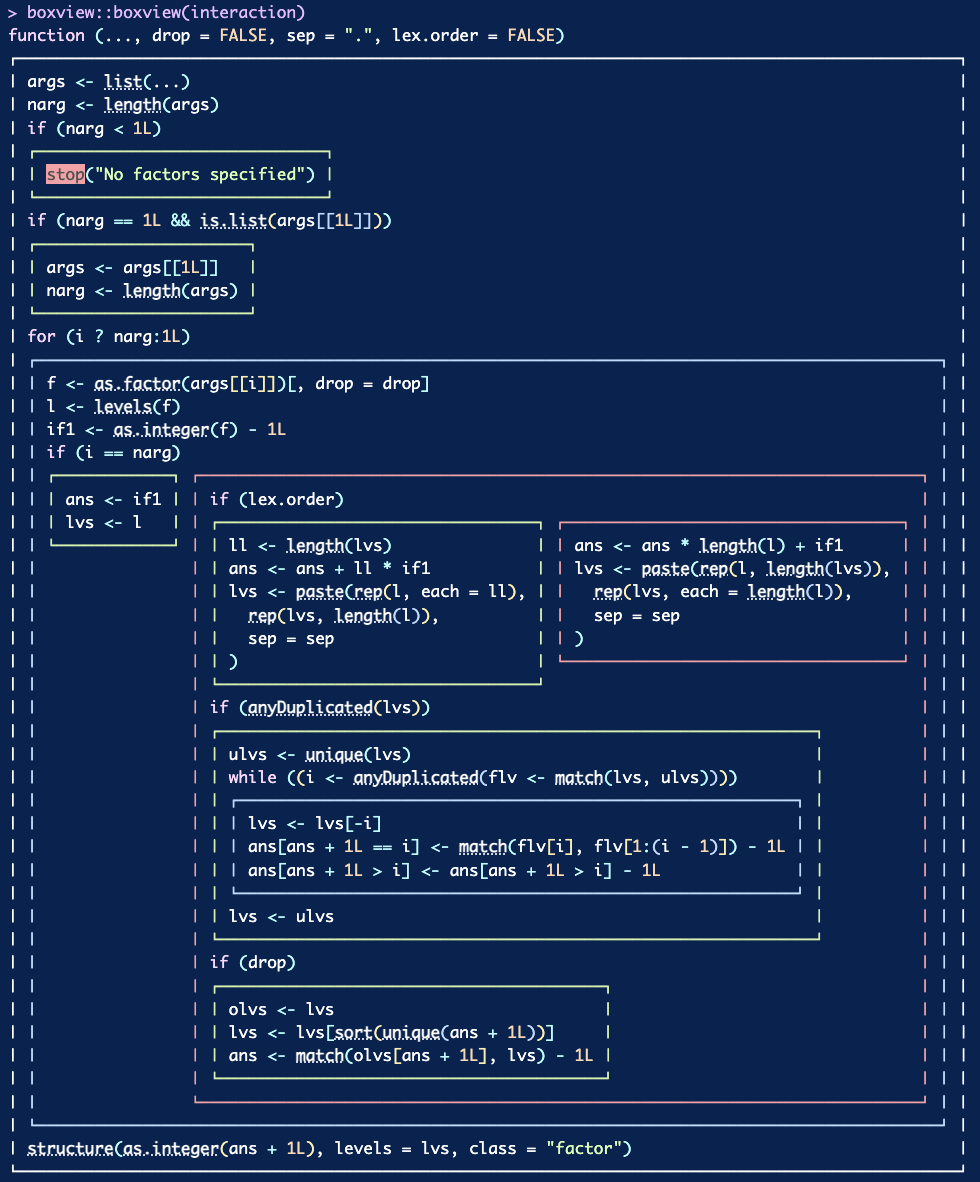 > boxview::boxview(interaction)
function (..., drop = FALSE, sep = ".", lex.order = FALSE)
args <- list(...)
narg <- length(args)
if (narg < 1L)
stop("No factors specified")
if (narg == 1L && is.list(args[[1L]]))
args <- args[[1L]]
narg <- length(args)
for (i ? narg:1L)
f <- as.factor(args[[i]])[, drop = drop]
l <- levels(f)
if1 <- as.integer(f) - 1L
if (i == narg)
ans <- if1
lvs <- l
if (lex.order)
ll <- length(lvs)
ans <- ans + ll * if1
lvs <- paste(rep(l, each = ll),
rep(lvs, length(l)),
sep = sep
)
ans <- ans * length(l) + if1
lvs <- paste(rep(l, length(lvs)),
rep(lvs, each = length(l)),
sep = sep
)
if (anyDuplicated(lvs))
ulvs <- unique(lvs)
while ((i <- anyDuplicated(flv <- match(lvs, ulvs))))
lvs <- lvs[-i]
ans[ans + 1L == i] <- match(flv[i], flv[1:(i - 1)]) - 1L
ans[ans + 1L > i] <- ans[ans + 1L > i] - 1L
lvs <- ulvs
if (drop)
olvs <- lvs
lvs <- lvs[sort(unique(ans + 1L))]
ans <- match(olvs[ans + 1L], lvs) - 1L
structure(as.integer(ans + 1L), levels = lvs, class = "factor")